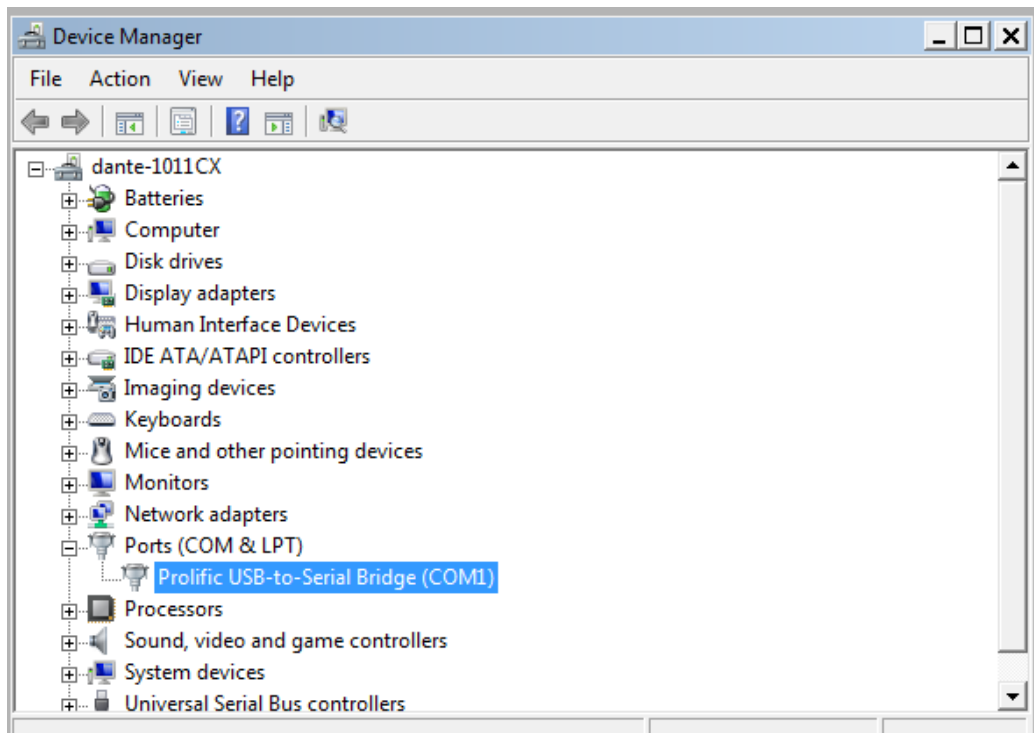 Device Manager
File Action View Help
dante-1011CX
Batteries
Computer
Disk drives
Display adapters
Human Interface Devices
IDE ATA/ATAPI controllers
Imaging devices
Keyboards
Mice and other pointing devices
Monitors
Network adapters
Ports (COM & LPT)
Prolific USB-to-Serial Bridge (COM1)
Processors
Sound, video and game controllers
System devices
Universal Serial Bus controllers